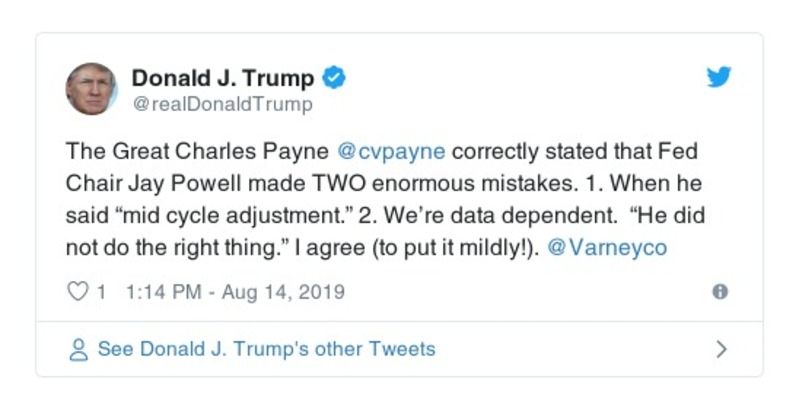 Donald J. Trump
@realDonaldTrump
The Great Charles Payne @cvpayne correctly stated that Fed
Chair Jay Powell made TWO enormous mistakes. 1. When he
said “mid cycle adjustment.” 2. We’re data dependent.  “He did
not do the right thing.” I agree (to put it mildly!). @Varneyco
1 1:14 PM - Aug 14, 2019
See Donald J. Trump's other Tweets